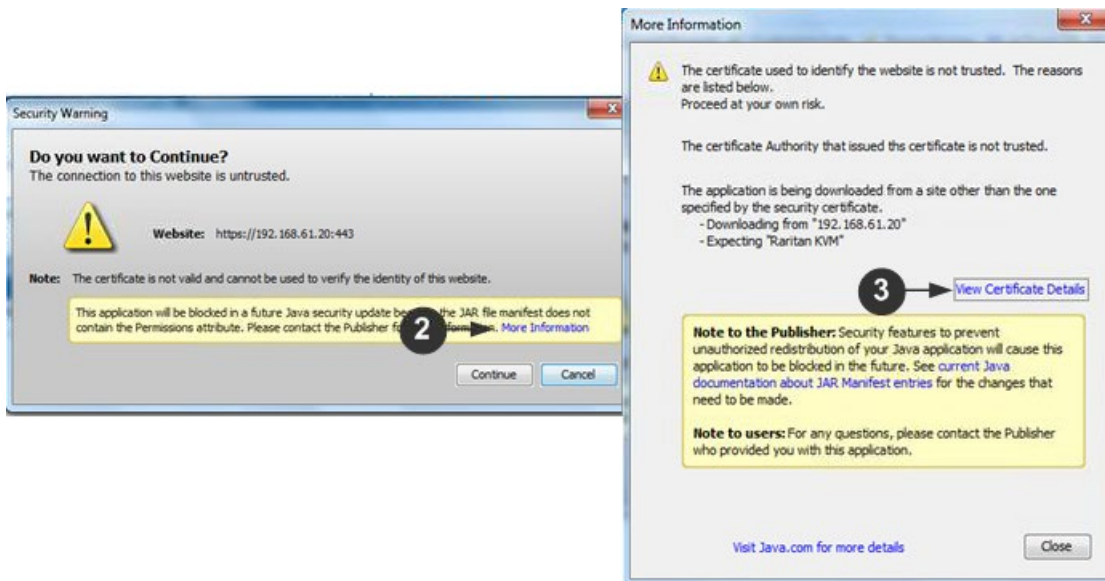 Security Warning
Do you want to Continue?
The connection to this website is untrusted.
Website: https://192.168.61.20:443
Note: The certificate is not valid and cannot be used to verify the identity of this website.
This application will be blocked in a future Java security update the JAR file manifest does not
contain the Permissions attribute. Please contact the Publisher More Information
2
Continue
Cancel
More Information
The certificate used to identify the website is not trusted. The reasons
are listed below.
Proceed at your own risk.
The certificate Authority that issued ths certificate is not trusted.
The application is being downloaded from a site other than the one
specified by the security certificate.
- Downloading from "192.168.61.20"
- Expecting "Raritan KVM"
3
View Certificate Details
Note to the Publisher: Security features to prevent
unauthorized redistribution of your Java application will cause this
application to be blocked in the future. See current Java
documentation about JAR Manifest entries for the changes that
need to be made.
Note to users: For any questions, please contact the Publisher
who provided you with this application.
Visit Java.com for more details
Close